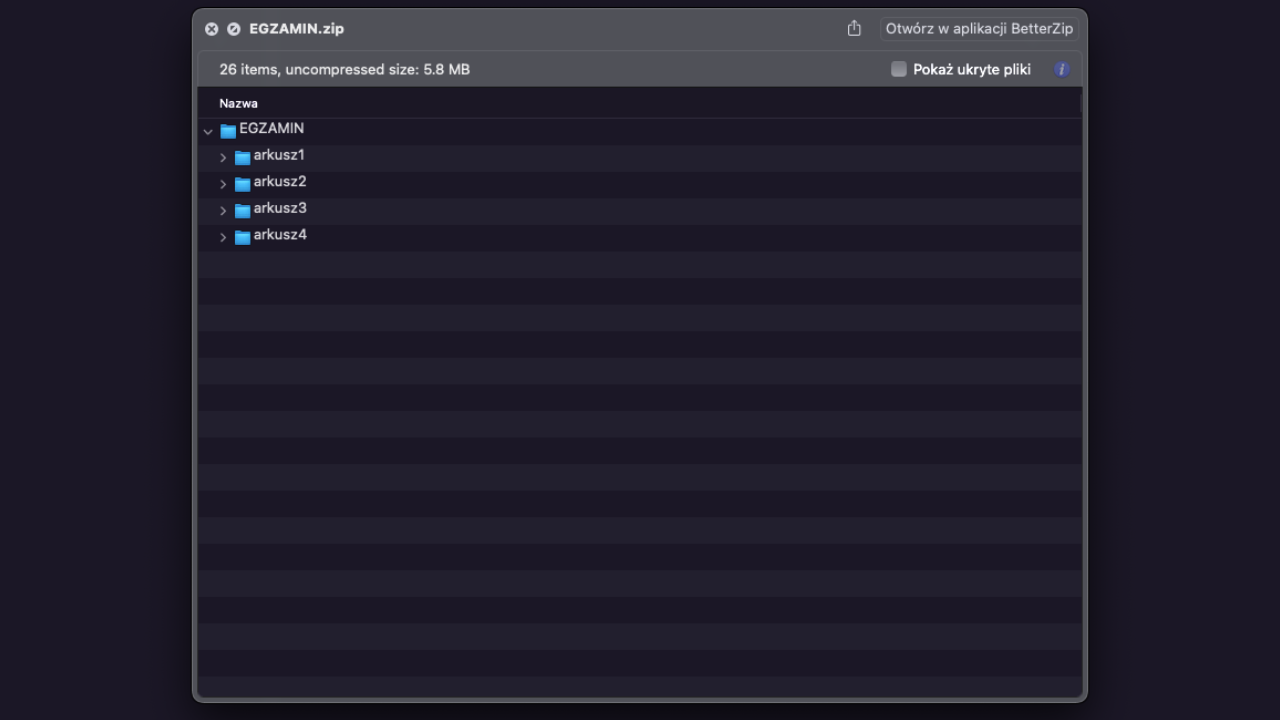 EGZAMIN.zip
Otwórz w aplikacji BetterZip
26 items, uncompressed size: 5.8 MB
Pokaż ukryte pliki
i
Nazwa
EGZAMIN
arkusz1
arkusz2
arkusz3
arkusz4